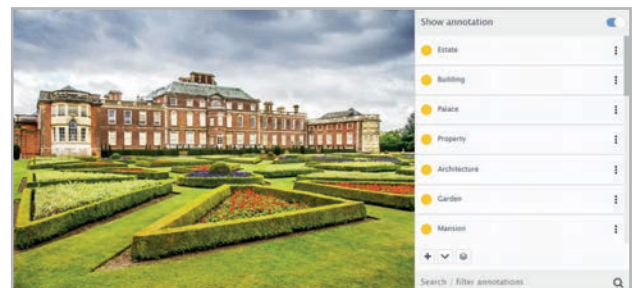 Show annotation
Estate
Building
Palace
Property
Architecture
Garden
Mansion
Search / filter annotations